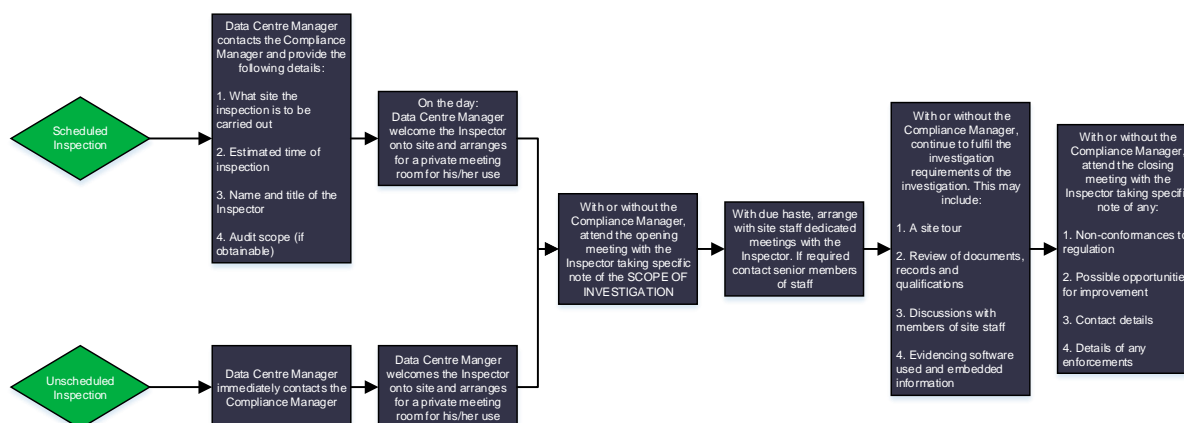 Scheduled
Inspection
Data Centre Manager
contacts the Compliance
Manager and provide the
following details:
1. What site the
inspection is to be
carried out
2. Estimated time of
inspection
3. Name and title of the
Inspector
4. Audit scope (if
obtainable)
On the day:
Data Centre Manager
welcome the Inspector
onto site and arranges
for a private meeting
room for his/her use
Unscheduled
Inspection
Data Centre Manager
immediately contacts the
Compliance Manager
Data Centre Manger
welcomes the Inspector
onto site and arranges
for a private meeting
room for his/her use
With or without the
Compliance Manager,
attend the opening
meeting with the
Inspector taking specific
note of the SCOPE OF
INVESTIGATION
With due haste, arrange
with site staff dedicated
meetings with the
Inspector. If required
contact senior members
of staff
With or without the
Compliance Manager,
continue to fulfil the
investigation
requirements of the
investigation. This may
include:
1. A site tour
2. Review of documents,
records and
qualifications
3. Discussions with
members of site staff
4. Evidencing software
used and embedded
information
With or without the
Compliance Manager,
attend the closing
meeting with the
Inspector taking specific
note of any:
1. Non-conformances to
regulation
2. Possible opportunitie
for improvement
3. Contact details
4. Details of any
enforcements